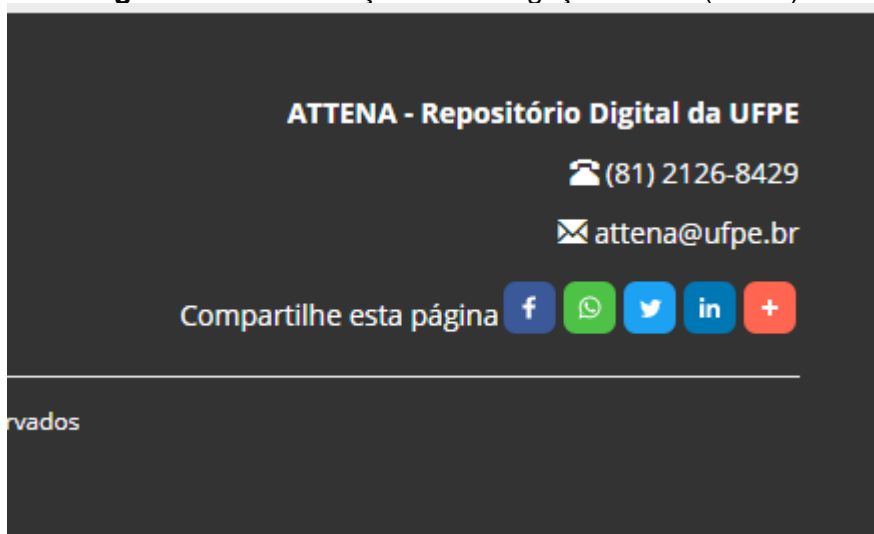 ATTENA - Repositório Digital da UFPE
(81) 2126-8429
attena@ufpe.br
Compartilhe esta página
rvados